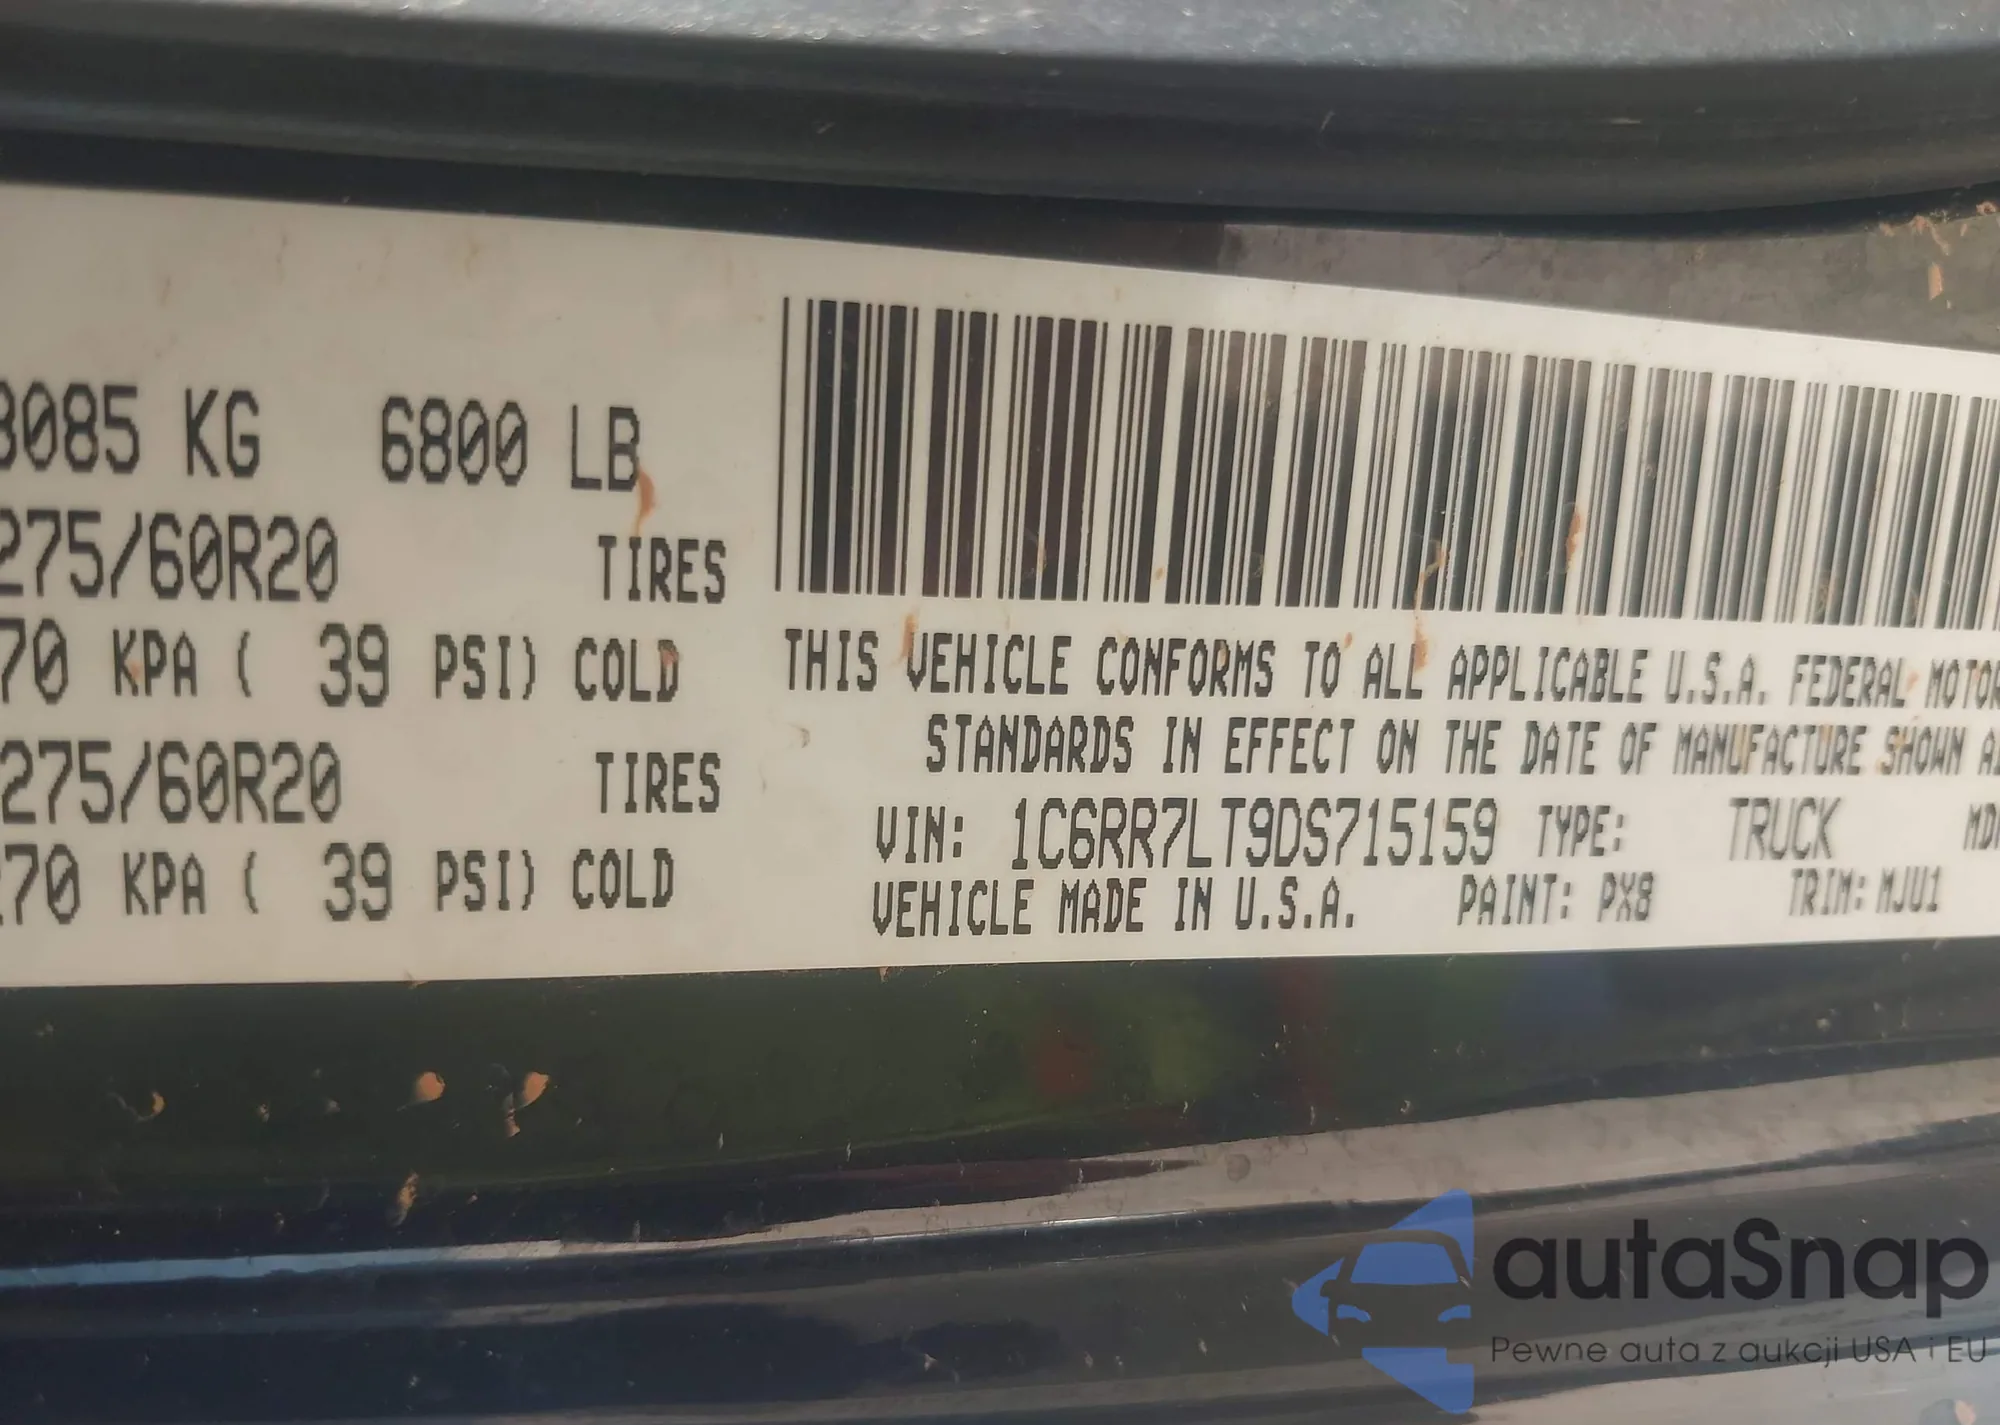 3085 KG 6800 LB
275/60R20 TIRES
70 KPA ( 39 PSI) COLD
275/60R20 TIRES
270 KPA ( 39 PSI) COLD
THIS VEHICLE CONFORMS TO ALL APPLICABLE U.S.A. FEDERAL MOTOR
STANDARDS IN EFFECT ON THE DATE OF MANUFACTURE SHOWN
VIN: 1C6RR7LT9DS715159 TYPE: TRUCK
VEHICLE MADE IN U.S.A. PAINT: PX8 TRIM: MJU1
autaSnap
Pewne auta z aukcji USA i EU